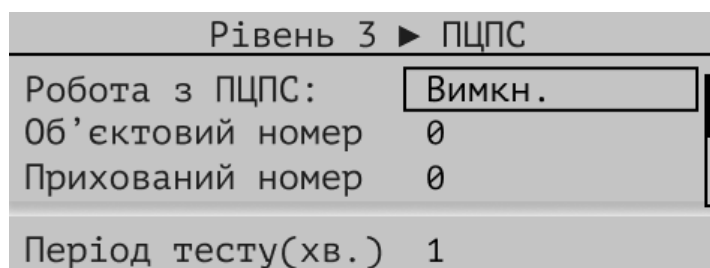 Рівень 3 ► ПЦПС
Робота з ПЦПС: Вимкн.
Об’єктовий номер 0
Прихований номер 0
Період тесту(хв.) 1